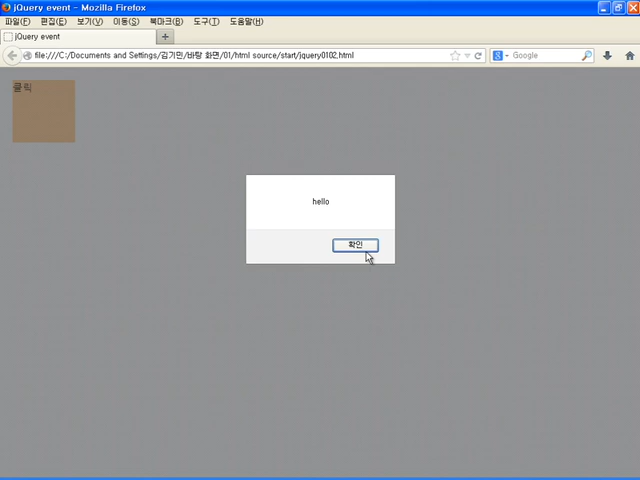 jQuery event - Mozilla Firefox
파일(F) 편집(E) 보기(V) 이동(S) 북마크(B) 도구(T) 도움말(H)
jQuery event
file:///C:/Documents and Settings/김기민/바탕 화면/01/html source/start/jquery0102.html
Google
클릭
hello
확인